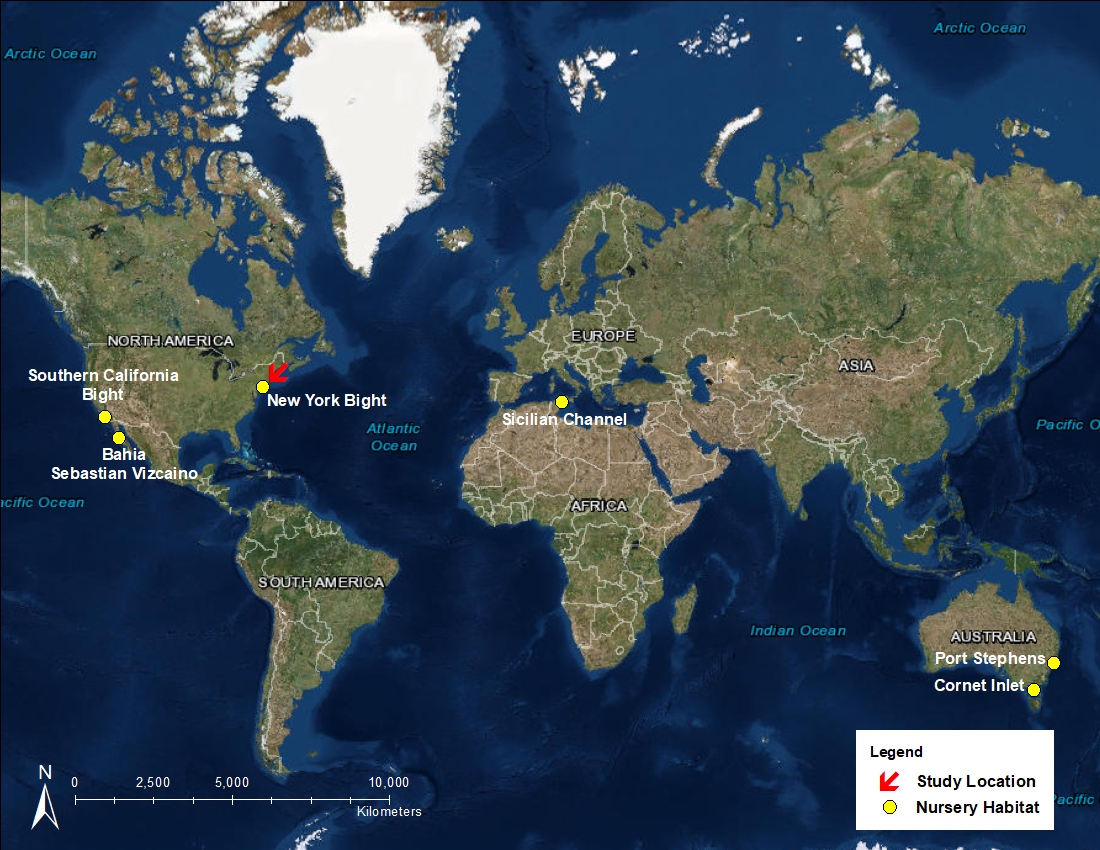 Arctic Ocean
Arctic Ocean
NORTH AMERICA
EUROPE
ASIA
Southern California
Bight
New York Bight
Sicilian Channel
Atlantic
Ocean
Pacific O
Bahia
Sebastian Vizcaino
acific Ocean
AFRICA
SOUTH AMERICA
Indian Ocean
AUSTRALIA
Port Stephens
Cornet Inlet
Legend
Study Location
Nursery Habitat
Pacific
N
0 2,500 5,000 10,000
Kilometers